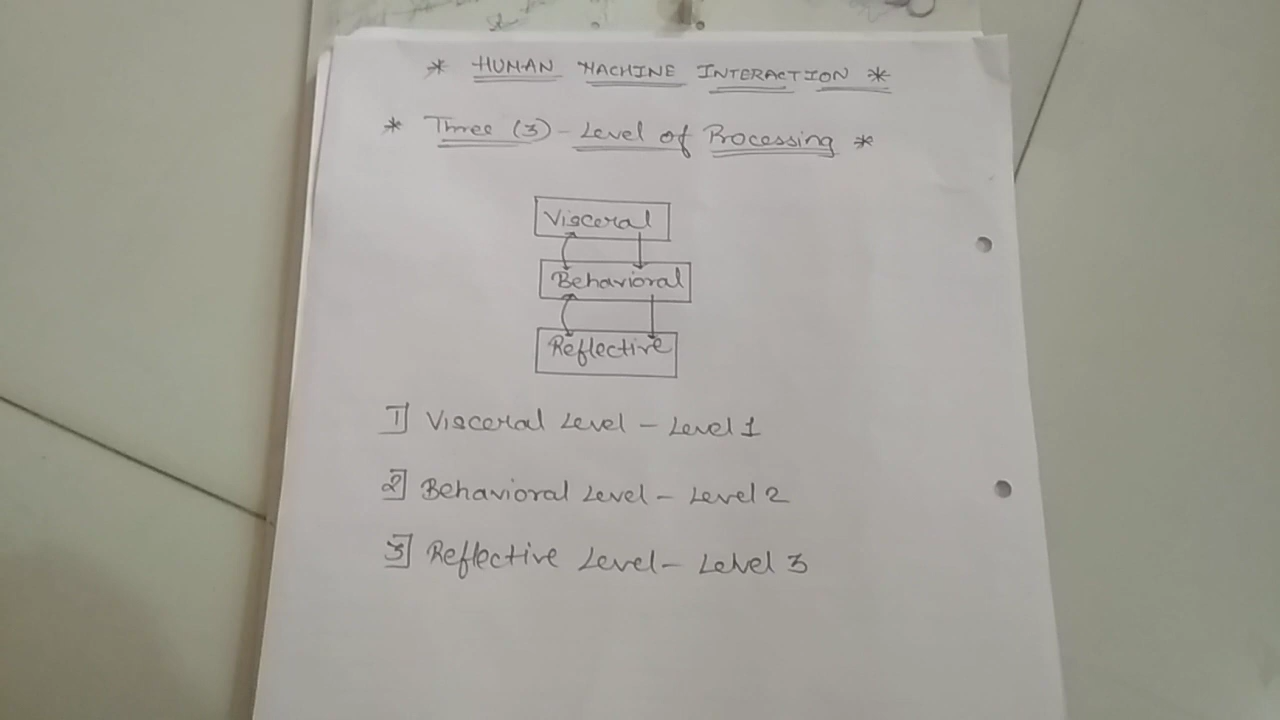 * HUMAN MACHINE INTERACTION *
* Three (3) - Level of Processing *
Visceral
Behavioral
Reflective
1] Visceral Level - Level 1
2] Behavioral Level - Level 2
3] Reflective Level - Level 3